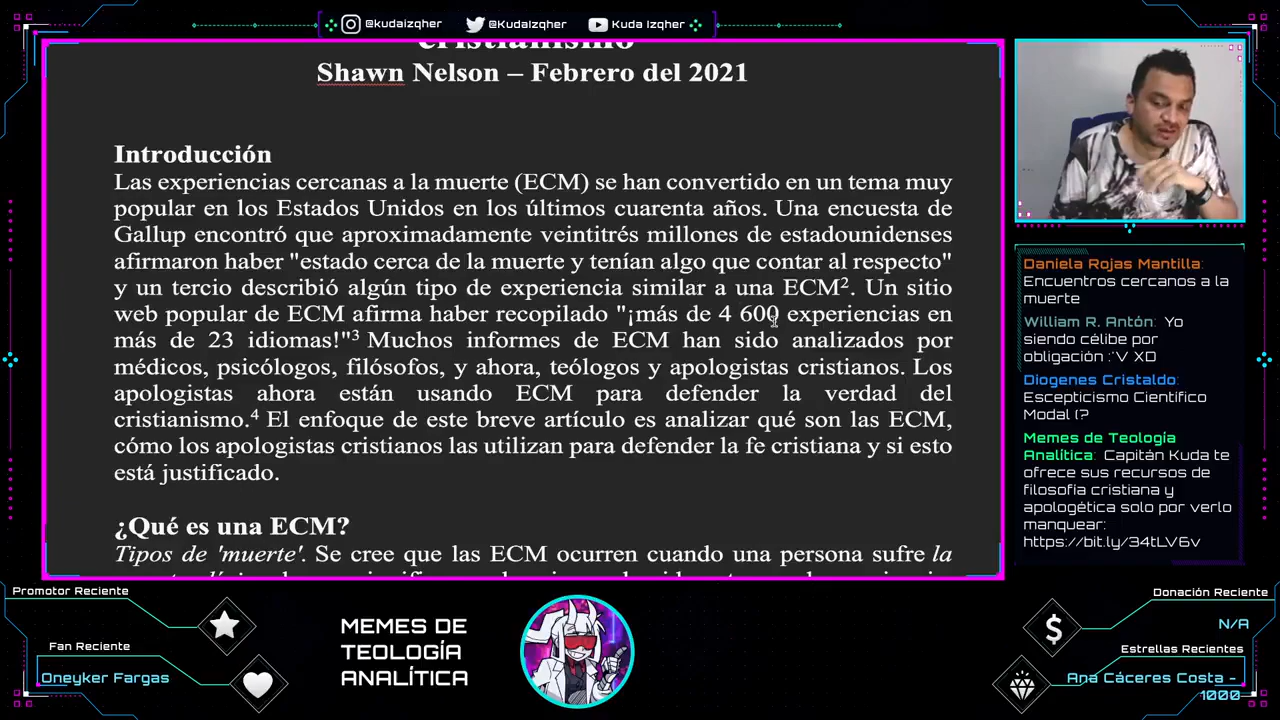 @kudaizqher
@KudaIzqher
Kuda Izqher
cristianismo
Shawn Nelson – Febrero del 2021
Introducción
Las experiencias cercanas a la muerte (ECM) se han convertido en un tema muy
popular en los Estados Unidos en los últimos cuarenta años. Una encuesta de
Gallup encontró que aproximadamente veintitrés millones de estadounidenses
afirmaron haber "estado cerca de la muerte y tenían algo que contar al respecto"
y un tercio describió algún tipo de experiencia similar a una ECM². Un sitio
web popular de ECM afirma haber recopilado "¡más de 4 600 experiencias en
más de 23 idiomas!"³ Muchos informes de ECM han sido analizados por
médicos, psicólogos, filósofos, y ahora, teólogos y apologistas cristianos. Los
apologistas ahora están usando ECM para defender la verdad del
cristianismo.⁴ El enfoque de este breve artículo es analizar qué son las ECM,
cómo los apologistas cristianos las utilizan para defender la fe cristiana y si esto
está justificado.
¿Qué es una ECM?
Tipos de 'muerte'. Se cree que las ECM ocurren cuando una persona sufre la
Daniela Rojas Mantilla:
Encuentros cercanos a la
muerte
William R. Antón: Yo
siendo célibe por
obligación :'V XD
Diogenes Cristaldo:
Escepticismo Científico
Modal (?
Memes de Teología
Analítica: Capitán Kuda te
ofrece sus recursos de
filosofía cristiana y
apologética solo por verlo
manquear:
https://bit.ly/34tLV6v
Promotor Reciente
Fan Reciente
Oneyker Fargas
MEMES DE
TEOLOGÍA
ANALÍTICA
Donación Reciente
N/A
Estrellas Recientes
Ana Cáceres Costa -
1000